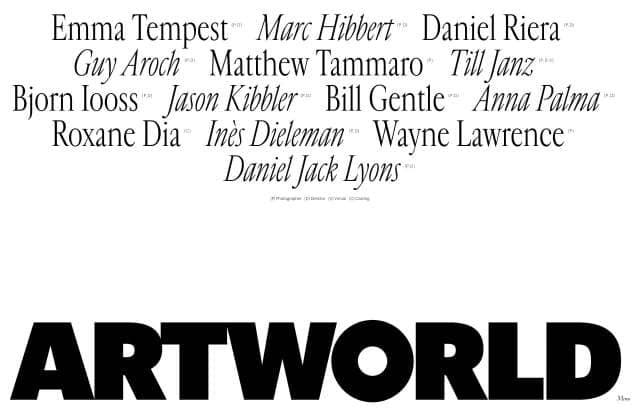 Emma Tempest (P,D) Marc Hibbert (P,D) Daniel Riera (P,D)
Guy Aroch (P,D) Matthew Tammaro (P) Till Janz
Bjorn Iooss (P,D) Jason Kibbler (P,D) Bill Gentle (P,D) Anna Palma (P,D)
Roxane Dia (C) Inès Dieleman (P,D) Wayne Lawrence (P)
Daniel Jack Lyons (P,D)
(P) Photographer (D) Director (V) Virtual (C) Casting
ARTWORLD
Menu